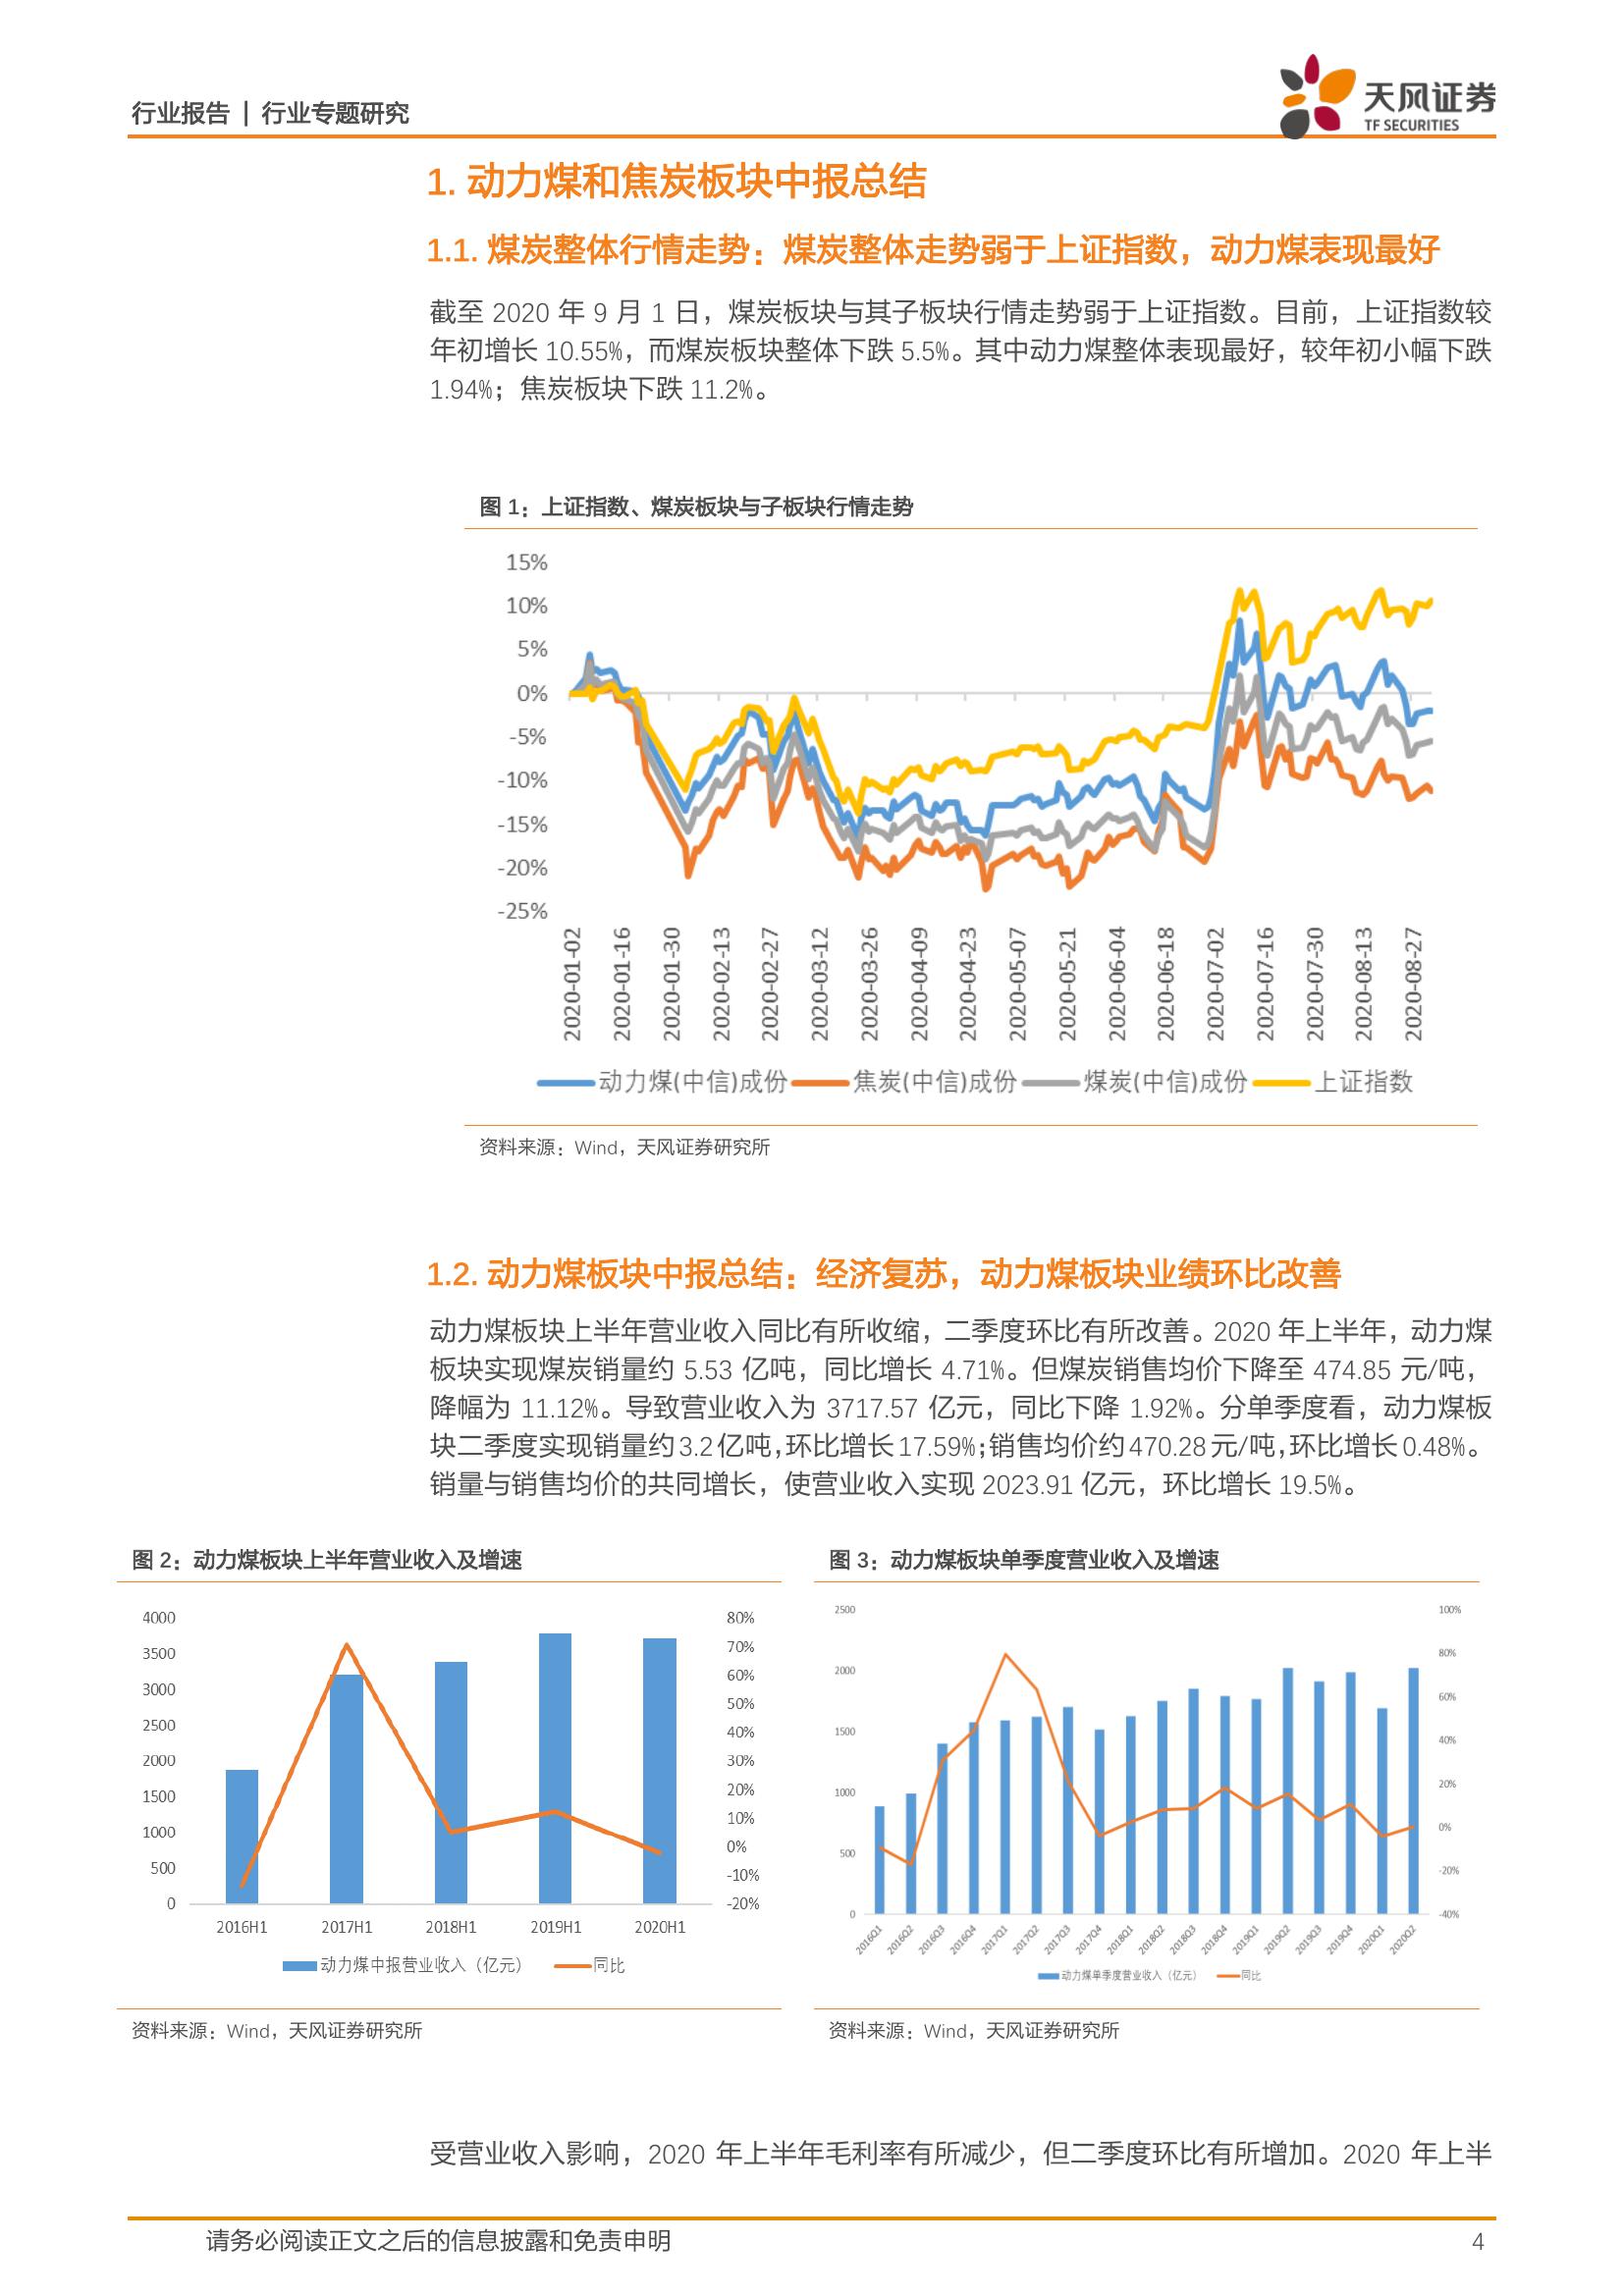 行业报告 | 行业专题研究
天风证券
TF SECURITIES
1. 动力煤和焦炭板块中报总结
1.1. 煤炭整体行情走势：煤炭整体走势弱于上证指数，动力煤表现最好
截至 2020 年 9 月 1 日，煤炭板块与其子板块行情走势弱于上证指数。目前，上证指数较
年初增长 10.55%，而煤炭板块整体下跌 5.5%。其中动力煤整体表现最好，较年初小幅下跌
1.94%；焦炭板块下跌 11.2%。
图 1：上证指数、煤炭板块与子板块行情走势
15%
10%
5%
0%
-5%
-10%
-15%
-20%
-25%
2020-01-02
2020-01-16
2020-01-30
2020-02-13
2020-02-27
2020-03-12
2020-03-26
2020-04-09
2020-04-23
2020-05-07
2020-05-21
2020-06-04
2020-06-18
2020-07-02
2020-07-16
2020-07-30
2020-08-13
2020-08-27
动力煤(中信)成份 焦炭(中信)成份 煤炭(中信)成份 上证指数
资料来源：Wind，天风证券研究所
1.2. 动力煤板块中报总结：经济复苏，动力煤板块业绩环比改善
动力煤板块上半年营业收入同比有所收缩，二季度环比有所改善。2020 年上半年，动力煤
板块实现煤炭销量约 5.53 亿吨，同比增长 4.71%。但煤炭销售均价下降至 474.85 元/吨，
降幅为 11.12%。导致营业收入为 3717.57 亿元，同比下降 1.92%。分单季度看，动力煤板
块二季度实现销量约 3.2 亿吨，环比增长 17.59%；销售均价约 470.28 元/吨，环比增长 0.48%。
销量与销售均价的共同增长，使营业收入实现 2023.91 亿元，环比增长 19.5%。
图 2：动力煤板块上半年营业收入及增速
4000
3500
3000
2500
2000
1500
1000
500
0
80%
70%
60%
50%
40%
30%
20%
10%
0%
-10%
-20%
2016H1 2017H1 2018H1 2019H1 2020H1
动力煤中报营业收入（亿元） 同比
资料来源：Wind，天风证券研究所
图 3：动力煤板块单季度营业收入及增速
2500
2000
1500
1000
500
0
100%
80%
60%
40%
20%
0%
-20%
-40%
2016Q1
2016Q2
2016Q3
2016Q4
2017Q1
2017Q2
2017Q3
2017Q4
2018Q1
2018Q2
2018Q3
2018Q4
2019Q1
2019Q2
2019Q3
2019Q4
2020Q1
2020Q2
动力煤单季度营业收入（亿元） 同比
资料来源：Wind，天风证券研究所
受营业收入影响，2020 年上半年毛利率有所减少，但二季度环比有所增加。2020 年上半
请务必阅读正文之后的信息披露和免责申明
4